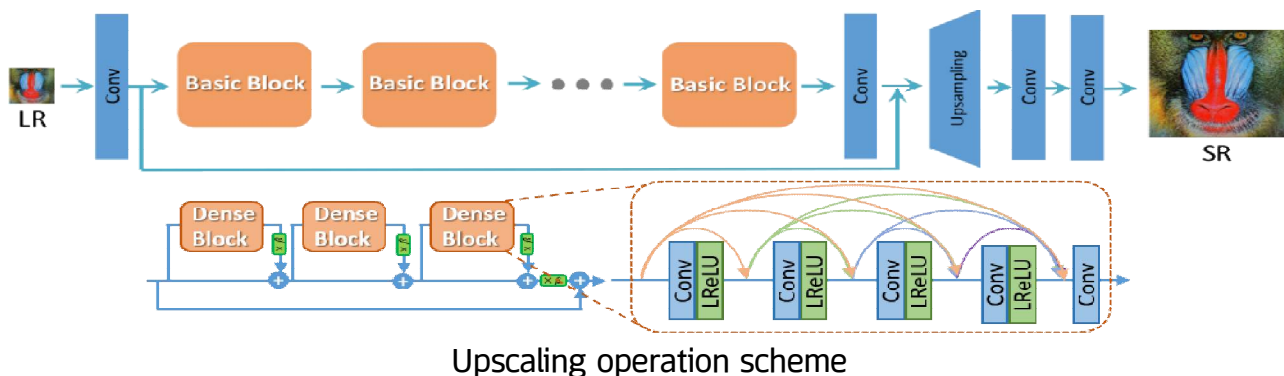 LR
Conv
Basic Block
Basic Block
Basic Block
Conv
Upsampling
Conv
Conv
SR
Dense
Block
× β
Dense
Block
× β
Dense
Block
× β
× β
Conv
LReLU
Conv
LReLU
Conv
LReLU
Conv
LReLU
Conv
Upscaling operation scheme